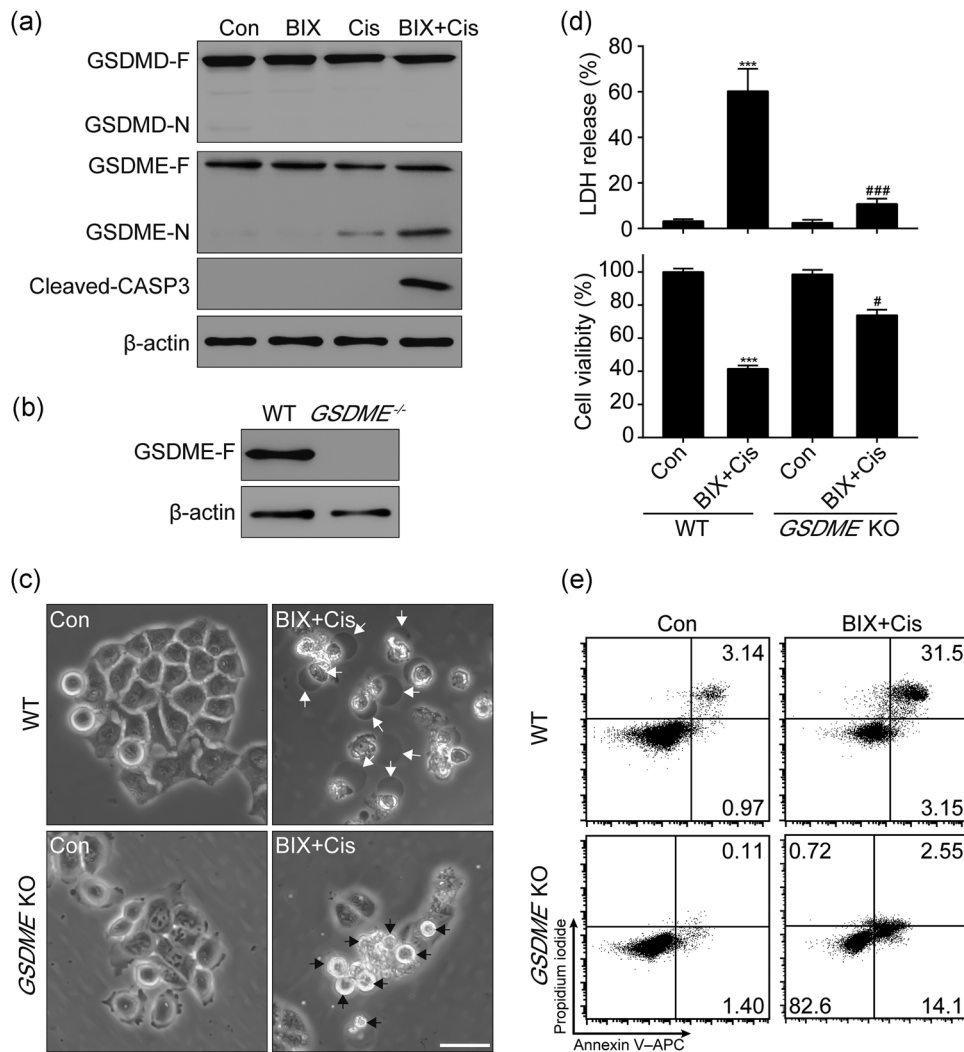 (a)
Con BIX Cis BIX+Cis
GSDMD-F
GSDMD-N
GSDME-F
GSDME-N
Cleaved-CASP3
β-actin
(b)
WT GSDME-/-
GSDME-F
β-actin
(c)
Con BIX+Cis
WT
Con BIX+Cis
GSDME KO
(d)
LDH release (%)
80
60
40
20
0
***
###
Cell vialibity (%)
100
80
60
40
20
0
***
#
Con BIX+Cis Con BIX+Cis
WT GSDME KO
(e)
Con BIX+Cis
WT
3.14 31.5
0.97 3.15
GSDME KO
0.11 0.72 2.55
1.40 82.6 14.1
Propidium iodide
Annexin V–APC